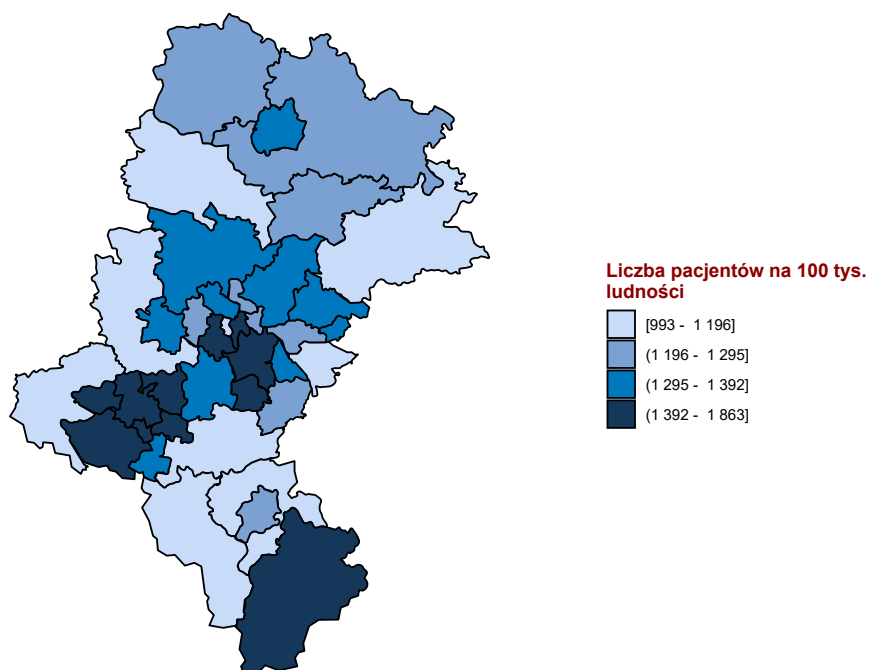 Liczba pacjentów na 100 tys.
ludności
[993 - 1 196]
(1 196 - 1 295]
(1 295 - 1 392]
(1 392 - 1 863]